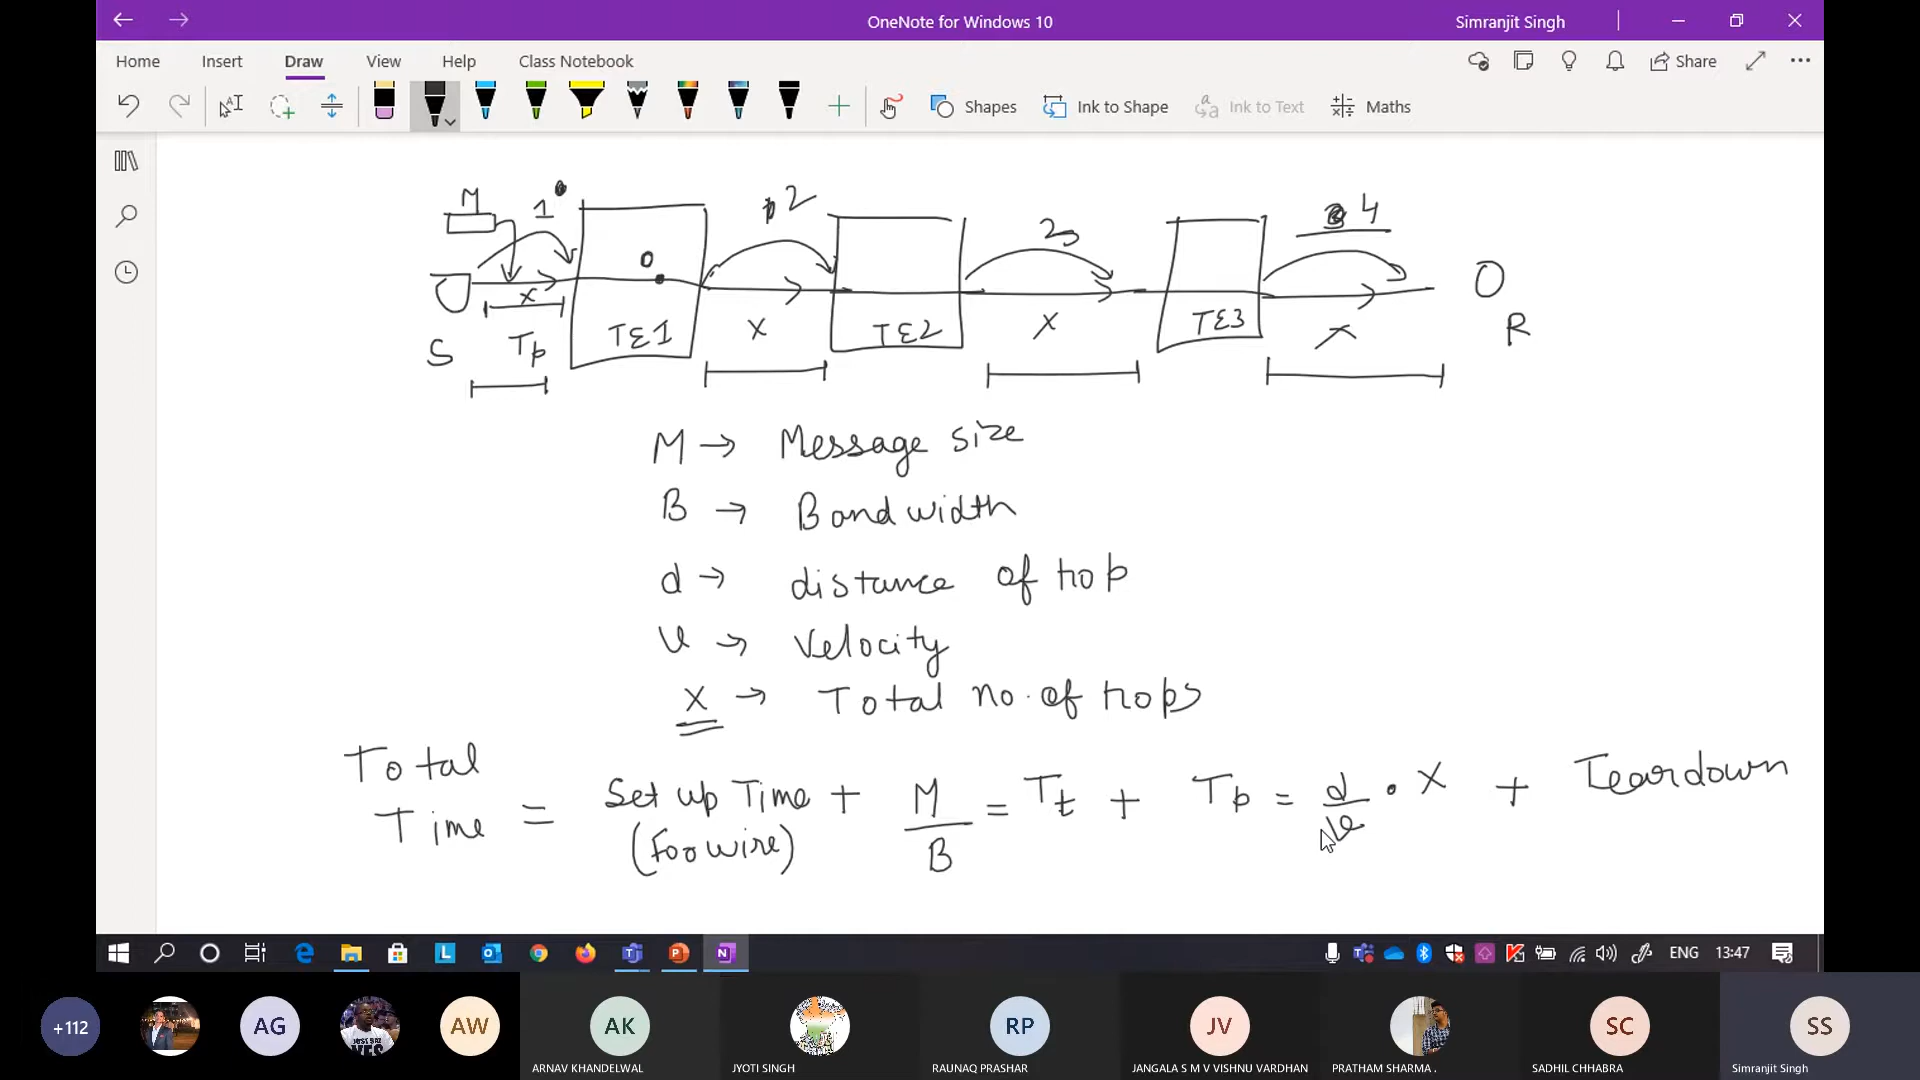 OneNote for Windows 10
Simranjit Singh
Home Insert Draw View Help Class Notebook
Share
Shapes
Ink to Shape
Ink to Text
Maths
M 1 2 3 4
0
x X X x
S Tp TE1 TE2 TE3 R
M → Message size
B → Bandwidth
d → distance of hop
v → Velocity
X → Total no. of hops
Total
Time = Set up Time + M/B = Tt + Tp = d/v . X + Teardown
ENG 13:47
+112 AG AW AK RP JV SC SS
ARNAV KHANDELWAL
JYOTI SINGH
RAUNAQ PRASHAR
JANGALA S M V VISHNU VARDHAN
PRATHAM SHARMA .
SADHIL CHHABRA
Simranjit Singh